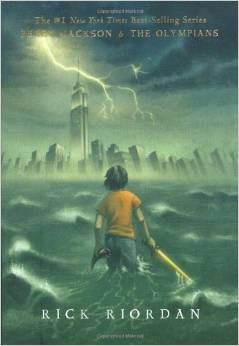 The #1 New York Times Best-Selling Series
PERCY JACKSON & THE OLYMPIANS
RICK RIORDAN